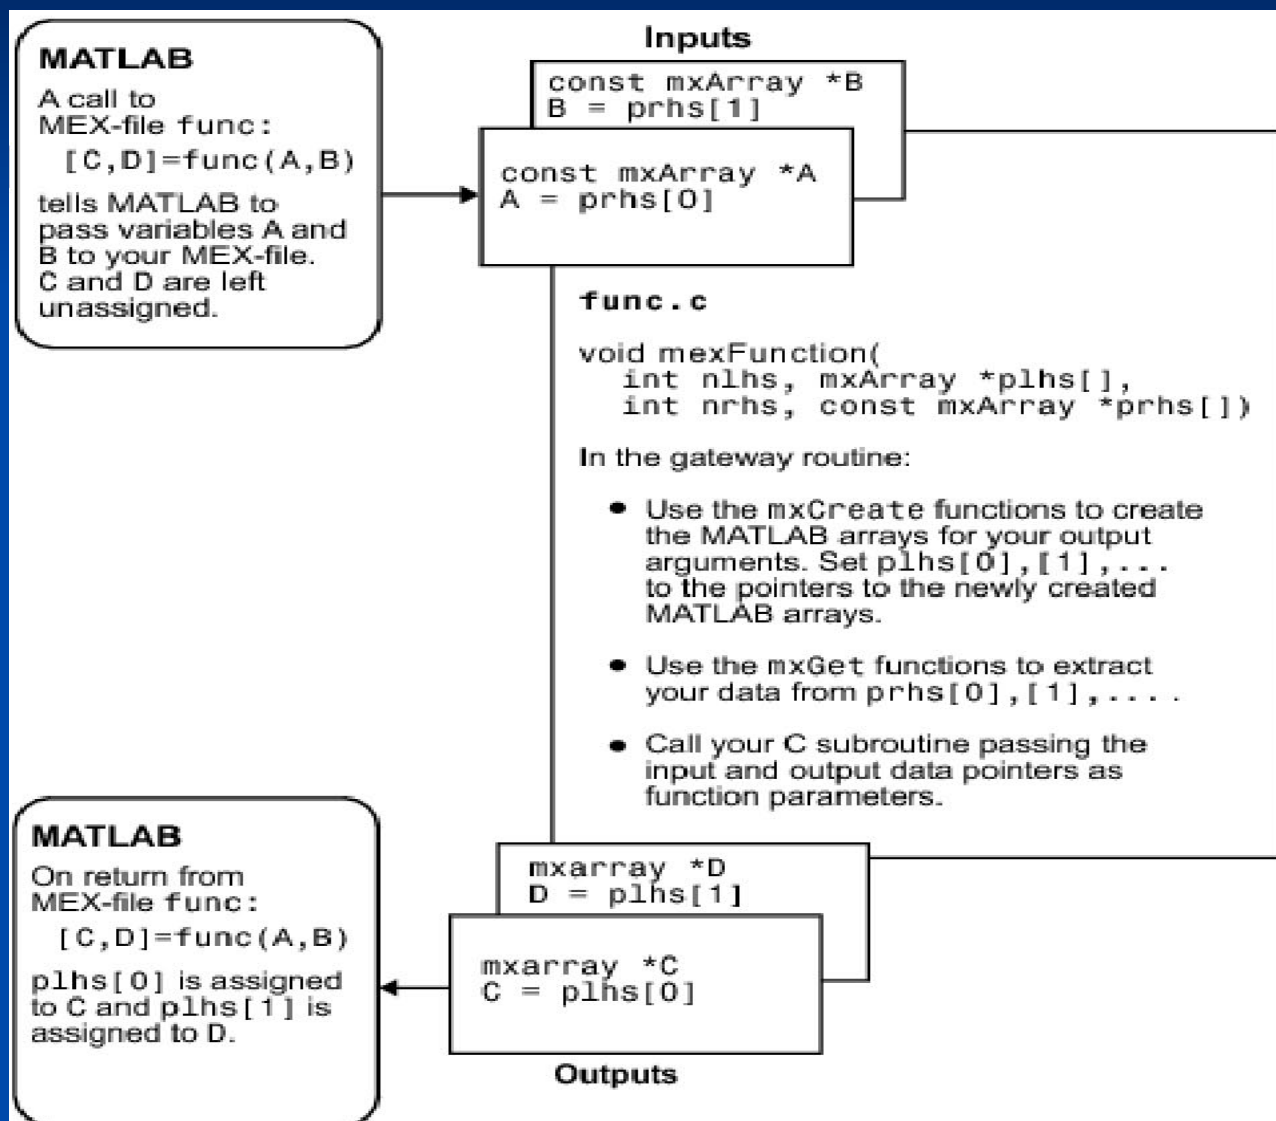 MATLAB
A call to
MEX-file func:
[C,D]=func(A,B)
tells MATLAB to
pass variables A and
B to your MEX-file.
C and D are left
unassigned.
Inputs
const mxArray *B
B = prhs[1]
const mxArray *A
A = prhs[0]
func.c
void mexFunction(
int nlhs, mxArray *plhs[],
int nrhs, const mxArray *prhs[])
In the gateway routine:
• Use the mxCreate functions to create
the MATLAB arrays for your output
arguments. Set plhs[0],[1],...
to the pointers to the newly created
MATLAB arrays.
• Use the mxGet functions to extract
your data from prhs[0],[1],....
• Call your C subroutine passing the
input and output data pointers as
function parameters.
mxarray *D
D = plhs[1]
mxarray *C
C = plhs[0]
Outputs
MATLAB
On return from
MEX-file func:
[C,D]=func(A,B)
plhs[0] is assigned
to C and plhs[1] is
assigned to D.